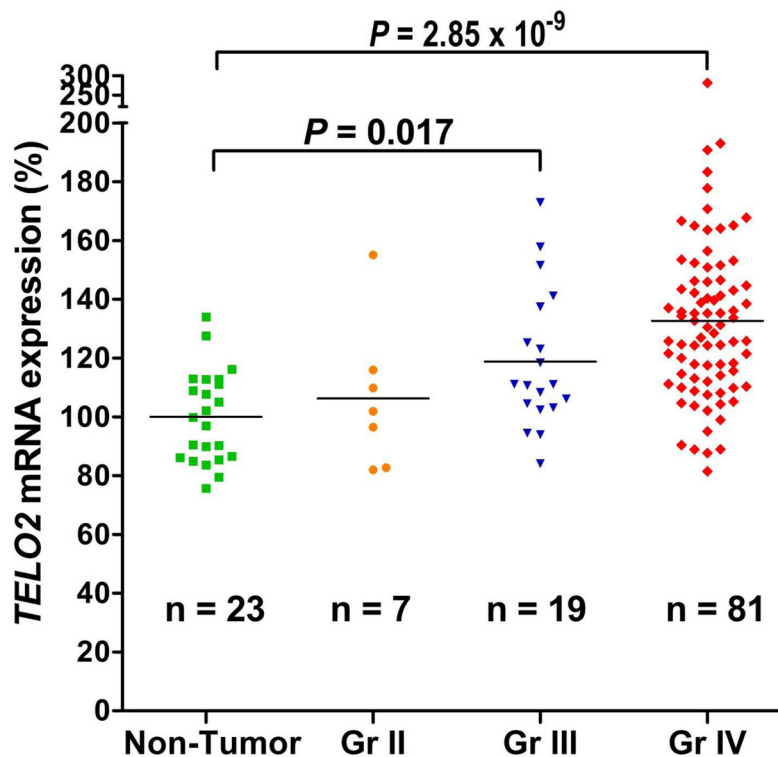 P = 2.85 x 10-9
300
250
200
P = 0.017
180
160
140
120
100
80
60
40
20
0
TELO2 mRNA expression (%)
n = 23 n = 7 n = 19 n = 81
Non-Tumor Gr II Gr III Gr IV